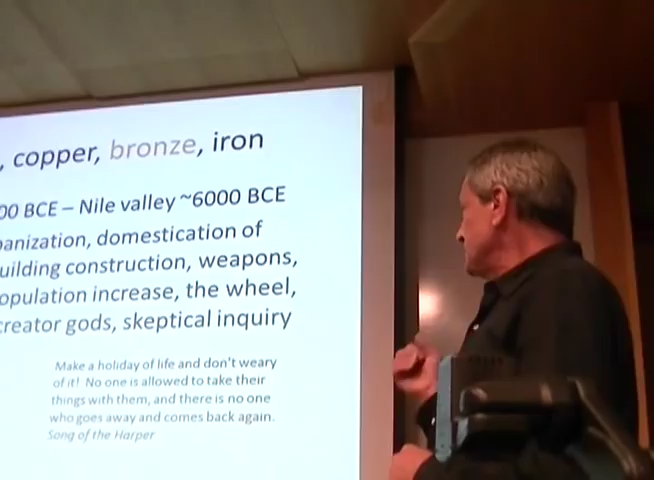 , copper, bronze, iron
00 BCE – Nile valley ~6000 BCE
banization, domestication of
uilding construction, weapons,
opulation increase, the wheel,
creator gods, skeptical inquiry
Make a holiday of life and don't weary
of it! No one is allowed to take their
things with them, and there is no one
who goes away and comes back again.
Song of the Harper